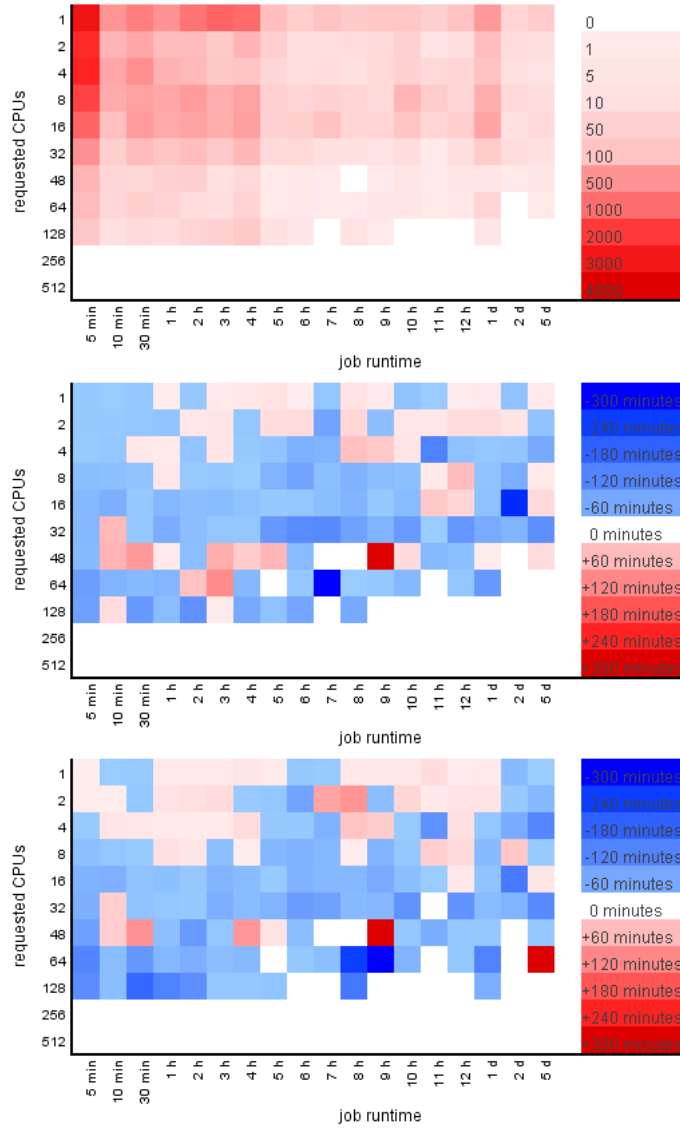 requested CPUs
1
2
4
8
16
32
48
64
128
256
512
5 min
10 min
30 min
1 h
2 h
3 h
4 h
5 h
6 h
7 h
8 h
9 h
10 h
11 h
12 h
1 d
2 d
5 d
job runtime
0
1
5
10
50
100
500
1000
2000
3000
4000
requested CPUs
1
2
4
8
16
32
48
64
128
256
512
5 min
10 min
30 min
1 h
2 h
3 h
4 h
5 h
6 h
7 h
8 h
9 h
10 h
11 h
12 h
1 d
2 d
5 d
job runtime
-300 minutes
-240 minutes
-180 minutes
-120 minutes
-60 minutes
0 minutes
+60 minutes
+120 minutes
+180 minutes
+240 minutes
+300 minutes
requested CPUs
1
2
4
8
16
32
48
64
128
256
512
5 min
10 min
30 min
1 h
2 h
3 h
4 h
5 h
6 h
7 h
8 h
9 h
10 h
11 h
12 h
1 d
2 d
5 d
job runtime
-300 minutes
-240 minutes
-180 minutes
-120 minutes
-60 minutes
0 minutes
+60 minutes
+120 minutes
+180 minutes
+240 minutes
+300 minutes